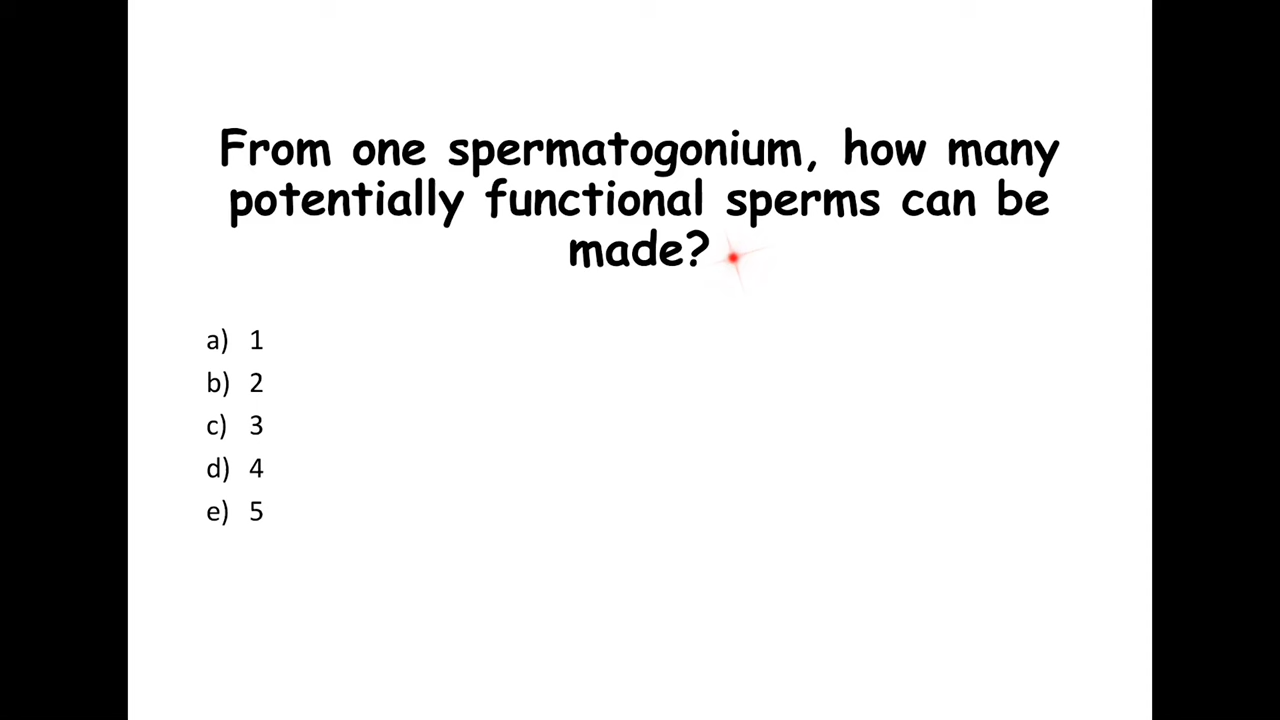 From one spermatogonium, how many
potentially functional sperms can be
made?
a) 1
b) 2
c) 3
d) 4
e) 5